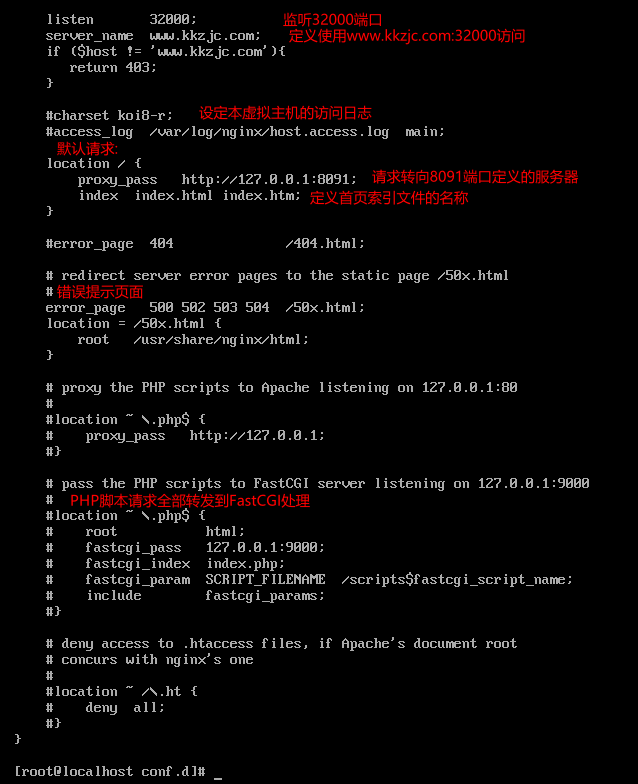 listen       32000;  监听32000端口
server_name  www.kkzjc.com;  定义使用www.kkzjc.com:32000访问
if ($host != 'www.kkzjc.com'){
return 403;
}
#charset koi8-r;  设定本虚拟主机的访问日志
#access_log  /var/log/nginx/host.access.log  main;
默认请求:
location / {
proxy_pass   http://127.0.0.1:8091;  请求转向8091端口定义的服务器
index  index.html index.htm;  定义首页索引文件的名称
}
#error_page  404              /404.html;
# redirect server error pages to the static page /50x.html
# 错误提示页面
error_page   500 502 503 504  /50x.html;
location = /50x.html {
root   /usr/share/nginx/html;
}
# proxy the PHP scripts to Apache listening on 127.0.0.1:80
#
#location ~ \.php$ {
#    proxy_pass   http://127.0.0.1;
#}
# pass the PHP scripts to FastCGI server listening on 127.0.0.1:9000
#  PHP脚本请求全部转发到FastCGI处理
#location ~ \.php$ {
#    root           html;
#    fastcgi_pass   127.0.0.1:9000;
#    fastcgi_index  index.php;
#    fastcgi_param  SCRIPT_FILENAME  /scripts$fastcgi_script_name;
#    include        fastcgi_params;
#}
# deny access to .htaccess files, if Apache's document root
# concurs with nginx's one
#
#location ~ /\.ht {
#    deny  all;
#}
}
[root@localhost conf.d]# _